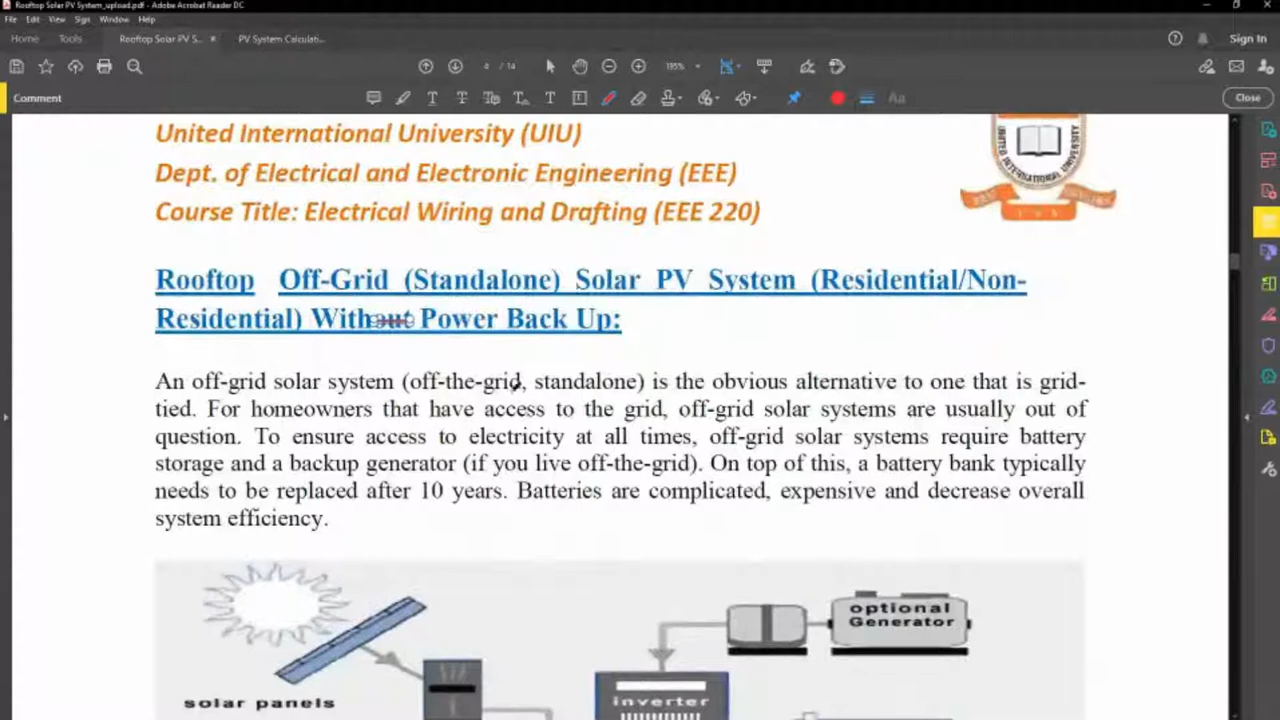 Rooftop Solar PV System_upload.pdf - Adobe Acrobat Reader DC
File Edit View Sign Window Help
Home Tools Rooftop Solar PV S... × PV System Calculati... Sign In
4 / 14 195%
Comment Close
United International University (UIU)
Dept. of Electrical and Electronic Engineering (EEE)
Course Title: Electrical Wiring and Drafting (EEE 220)
UNITED INTERNATIONAL UNIVERSITY
Rooftop Off-Grid (Standalone) Solar PV System (Residential/Non-
Residential) Without Power Back Up:
An off-grid solar system (off-the-grid, standalone) is the obvious alternative to one that is grid-
tied. For homeowners that have access to the grid, off-grid solar systems are usually out of
question. To ensure access to electricity at all times, off-grid solar systems require battery
storage and a backup generator (if you live off-the-grid). On top of this, a battery bank typically
needs to be replaced after 10 years. Batteries are complicated, expensive and decrease overall
system efficiency.
optional
Generator
solar panels
inverter